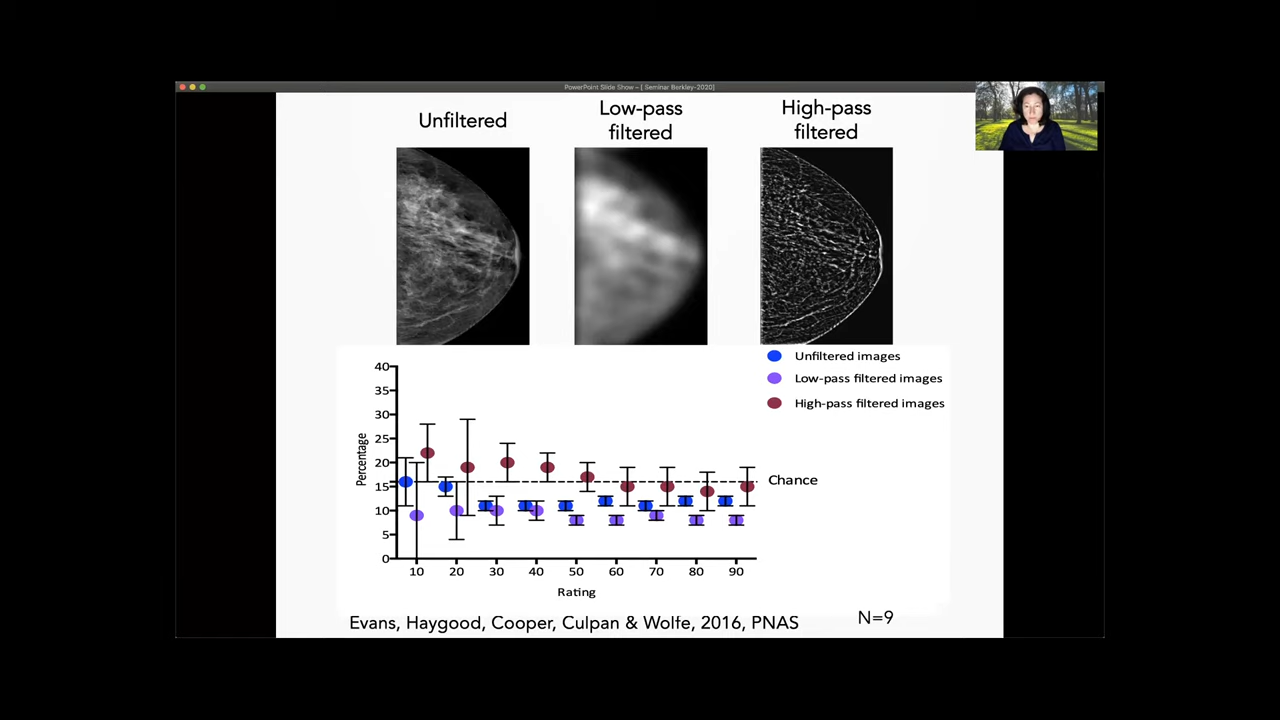 PowerPoint Slide Show – [ Seminar Berkley-2020]
Unfiltered
Low-pass
filtered
High-pass
filtered
Unfiltered images
Low-pass filtered images
High-pass filtered images
40
35
30
25
20
15
10
5
0
Percentage
Chance
10 20 30 40 50 60 70 80 90
Rating
Evans, Haygood, Cooper, Culpan & Wolfe, 2016, PNAS
N=9